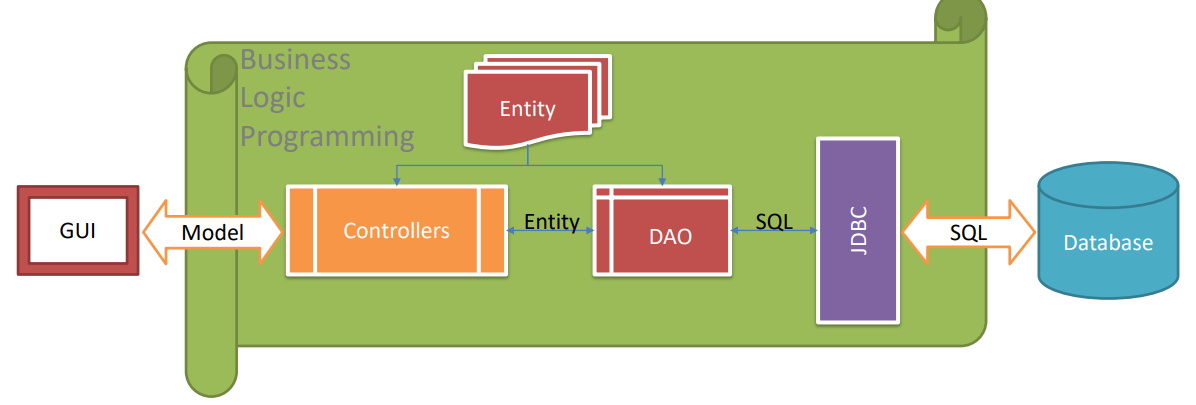 Business
Logic
Programming
Entity
GUI
Model
Controllers
Entity
DAO
SQL
JDBC
SQL
Database